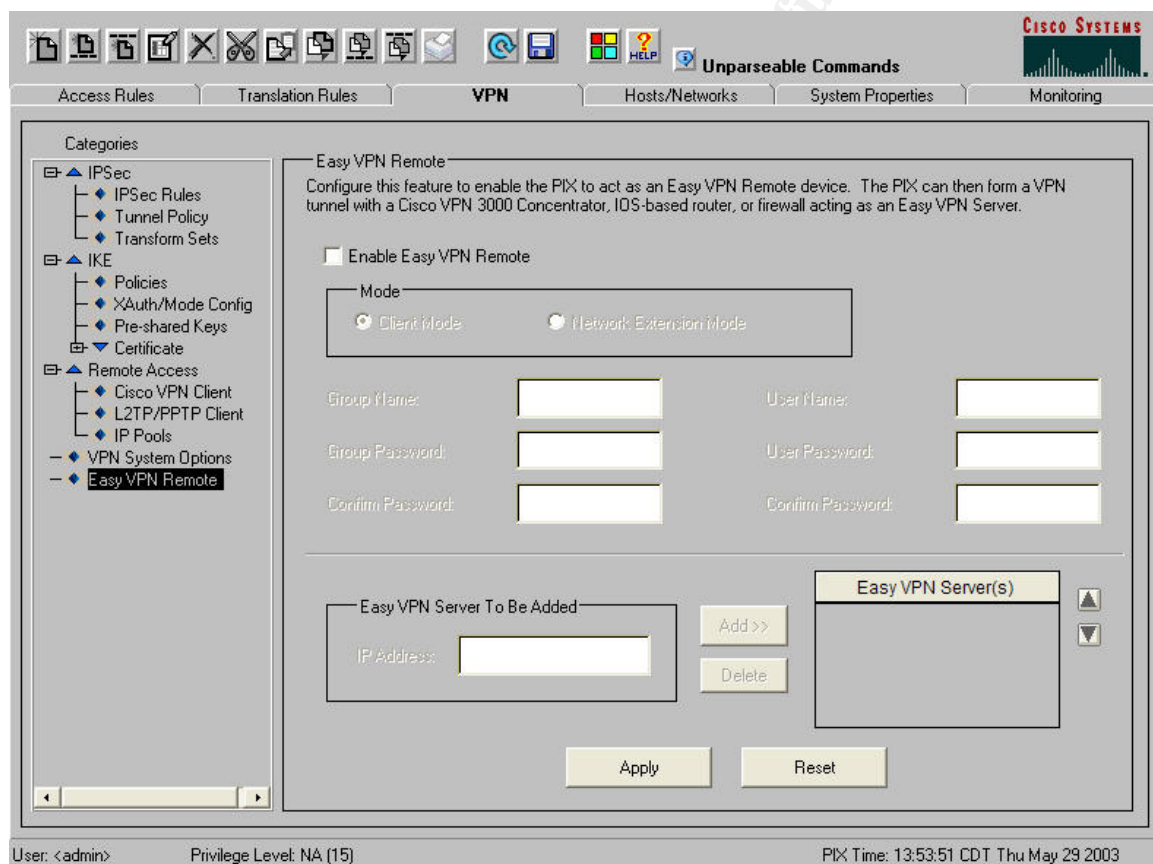 CISCO SYSTEMS
HELP
Unparseable Commands
Access Rules
Translation Rules
VPN
Hosts/Networks
System Properties
Monitoring
Categories
IPSec
IPSec Rules
Tunnel Policy
Transform Sets
IKE
Policies
XAuth/Mode Config
Pre-shared Keys
Certificate
Remote Access
Cisco VPN Client
L2TP/PPTP Client
IP Pools
VPN System Options
Easy VPN Remote
Easy VPN Remote
Configure this feature to enable the PIX to act as an Easy VPN Remote device. The PIX can then form a VPN
tunnel with a Cisco VPN 3000 Concentrator, IOS-based router, or firewall acting as an Easy VPN Server.
Enable Easy VPN Remote
Mode
Client Mode
Network Extension Mode
Group Name:
User Name:
Group Password:
User Password:
Confirm Password:
Confirm Password:
Easy VPN Server To Be Added
IP Address:
Add >>
Delete
Easy VPN Server(s)
Apply
Reset
User: <admin>
Privilege Level: NA (15)
PIX Time: 13:53:51 CDT Thu May 29 2003